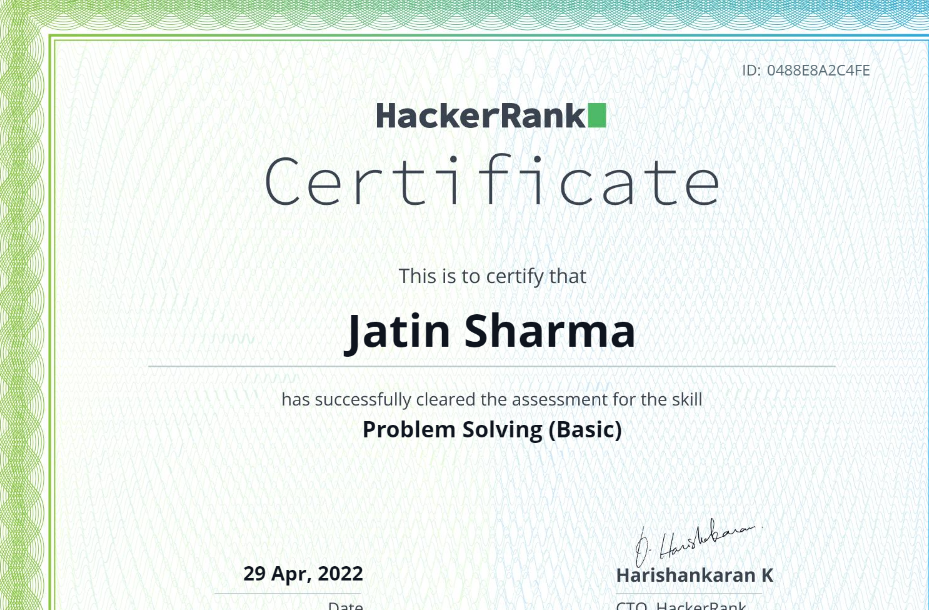 ID: 0488E8A2C4FE
HackerRank
Certificate
This is to certify that
Jatin Sharma
has successfully cleared the assessment for the skill
Problem Solving (Basic)
29 Apr, 2022
Harishankaran K
Date
CTO, HackerRank